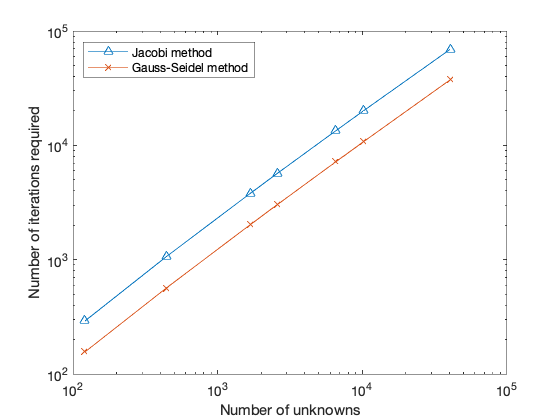 10^5
Jacobi method
Gauss-Seidel method
10^4
10^3
10^2
Number of iterations required
10^2 10^3 10^4 10^5
Number of unknowns